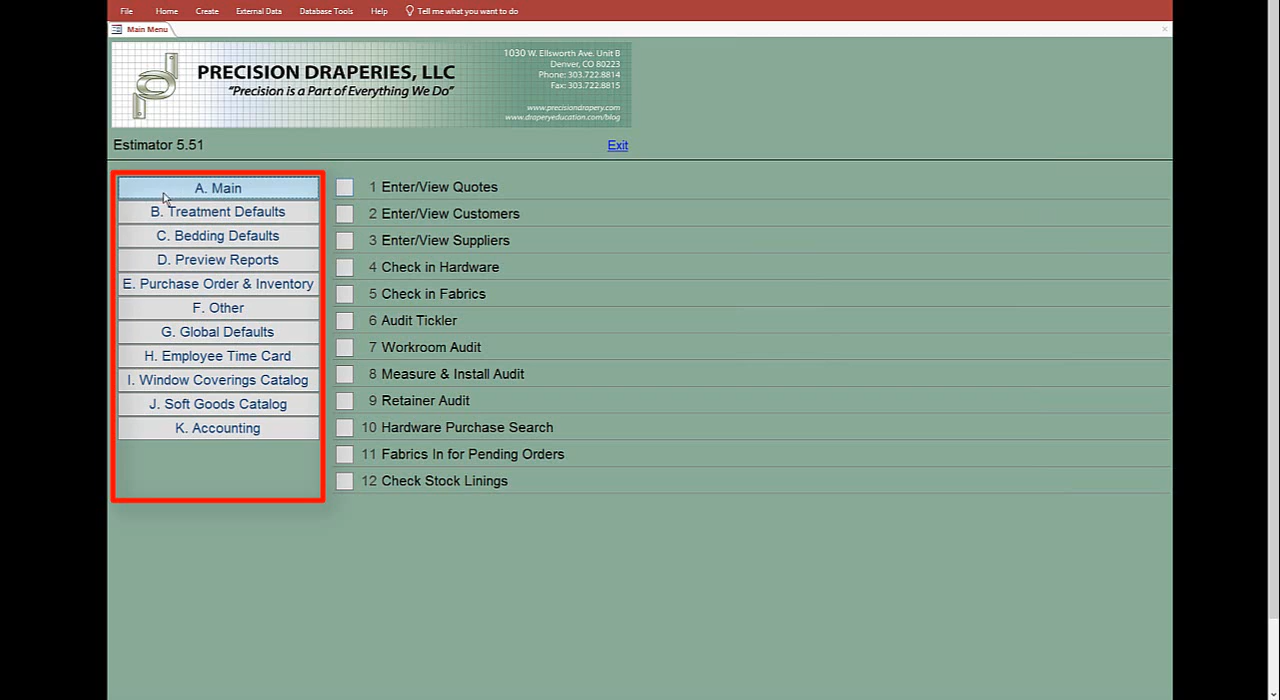 File Home Create External Data Database Tools Help Tell me what you want to do
Main Menu
PRECISION DRAPERIES, LLC
"Precision is a Part of Everything We Do"
1030 W. Ellsworth Ave. Unit B
Denver, CO 80223
Phone: 303.722.8814
Fax: 303.722.8815
www.precisiondrapery.com
www.draperyeducation.com/blog
Estimator 5.51
Exit
A. Main
B. Treatment Defaults
C. Bedding Defaults
D. Preview Reports
E. Purchase Order & Inventory
F. Other
G. Global Defaults
H. Employee Time Card
I. Window Coverings Catalog
J. Soft Goods Catalog
K. Accounting
1 Enter/View Quotes
2 Enter/View Customers
3 Enter/View Suppliers
4 Check in Hardware
5 Check in Fabrics
6 Audit Tickler
7 Workroom Audit
8 Measure & Install Audit
9 Retainer Audit
10 Hardware Purchase Search
11 Fabrics In for Pending Orders
12 Check Stock Linings